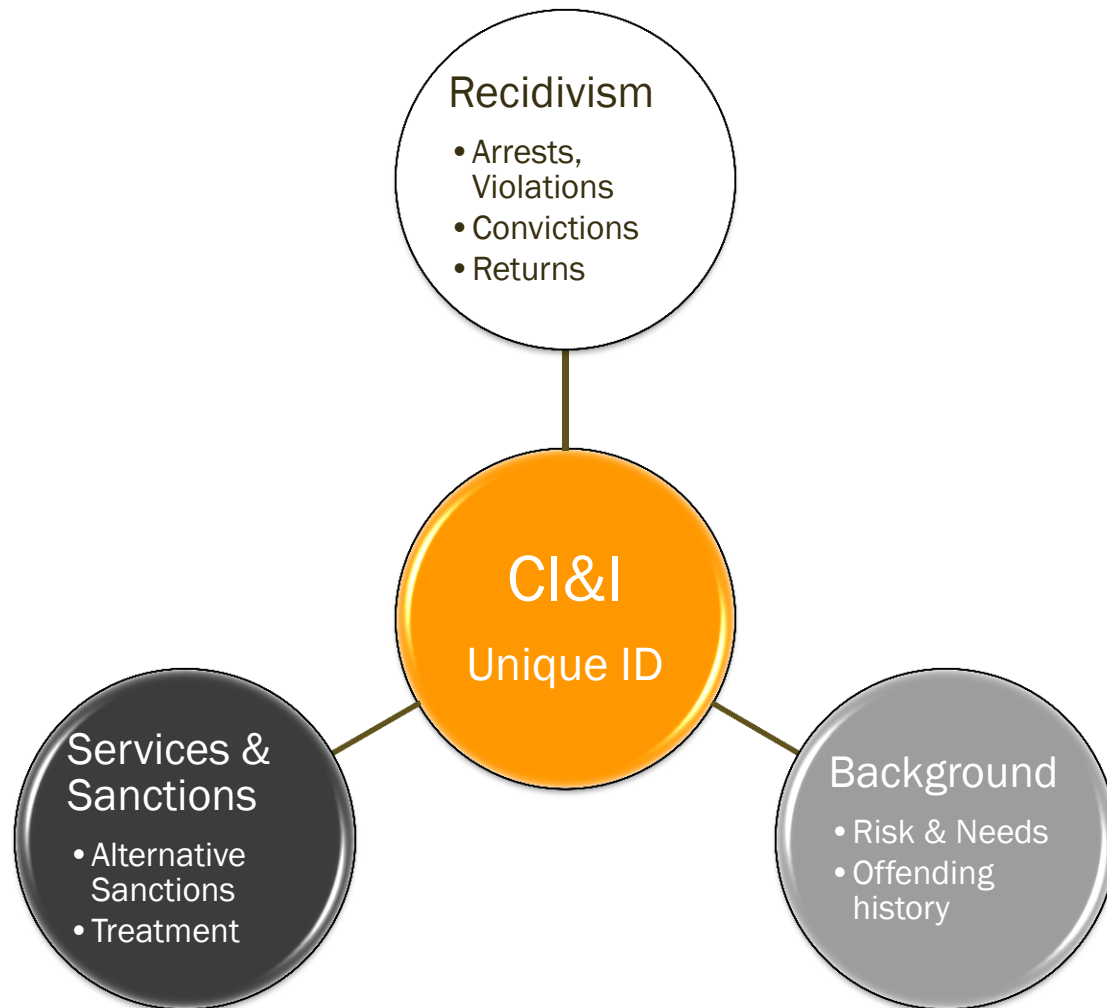 Recidivism
• Arrests,
Violations
• Convictions
• Returns
CI&I
Unique ID
Services &
Sanctions
• Alternative
Sanctions
• Treatment
Background
• Risk & Needs
• Offending
history